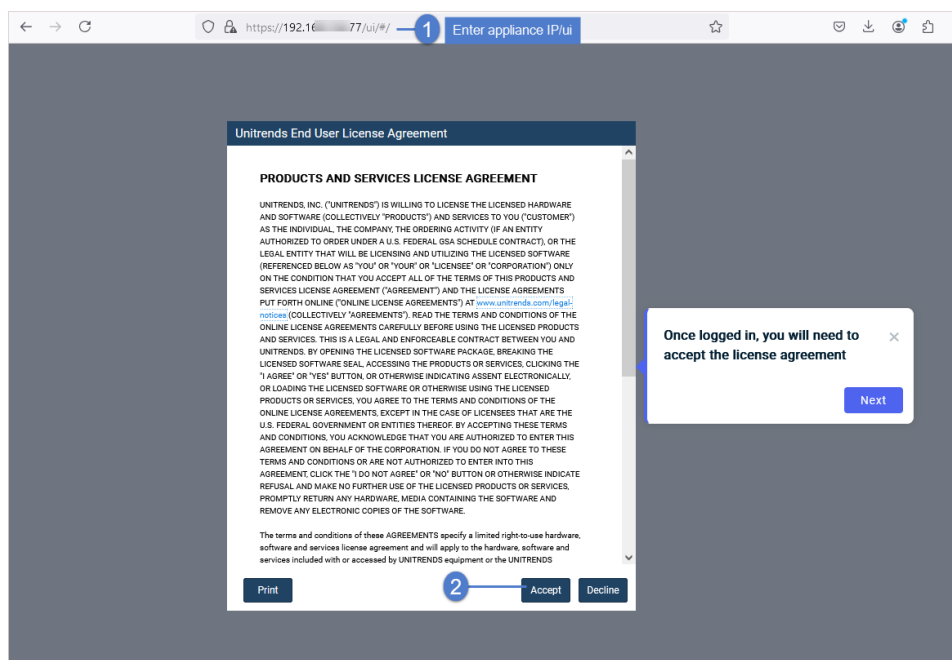 https://192.16 77/ui/#/
1
Enter appliance IP/ui
Unitrends End User License Agreement
PRODUCTS AND SERVICES LICENSE AGREEMENT
UNITRENDS, INC. ("UNITRENDS") IS WILLING TO LICENSE THE LICENSED HARDWARE
AND SOFTWARE (COLLECTIVELY "PRODUCTS") AND SERVICES TO YOU ("CUSTOMER")
AS THE INDIVIDUAL, THE COMPANY, THE ORDERING ACTIVITY (IF AN ENTITY
AUTHORIZED TO ORDER UNDER A U.S. FEDERAL GSA SCHEDULE CONTRACT), OR THE
LEGAL ENTITY THAT WILL BE LICENSING AND UTILIZING THE LICENSED SOFTWARE
(REFERENCED BELOW AS "YOU" OR "YOUR" OR "LICENSEE" OR "CORPORATION") ONLY
ON THE CONDITION THAT YOU ACCEPT ALL OF THE TERMS OF THIS PRODUCTS AND
SERVICES LICENSE AGREEMENT ("AGREEMENT") AND THE LICENSE AGREEMENTS
PUT FORTH ONLINE ("ONLINE LICENSE AGREEMENTS") AT www.unitrends.com/legal-
notices (COLLECTIVELY "AGREEMENTS"). READ THE TERMS AND CONDITIONS OF THE
ONLINE LICENSE AGREEMENTS CAREFULLY BEFORE USING THE LICENSED PRODUCTS
AND SERVICES. THIS IS A LEGAL AND ENFORCEABLE CONTRACT BETWEEN YOU AND
UNITRENDS. BY OPENING THE LICENSED SOFTWARE PACKAGE, BREAKING THE
LICENSED SOFTWARE SEAL, ACCESSING THE PRODUCTS OR SERVICES, CLICKING THE
"I AGREE" OR "YES" BUTTON, OR OTHERWISE INDICATING ASSENT ELECTRONICALLY,
OR LOADING THE LICENSED SOFTWARE OR OTHERWISE USING THE LICENSED
PRODUCTS OR SERVICES, YOU AGREE TO THE TERMS AND CONDITIONS OF THE
ONLINE LICENSE AGREEMENTS, EXCEPT IN THE CASE OF LICENSEES THAT ARE THE
U.S. FEDERAL GOVERNMENT OR ENTITIES THEREOF. BY ACCEPTING THESE TERMS
AND CONDITIONS, YOU ACKNOWLEDGE THAT YOU ARE AUTHORIZED TO ENTER THIS
AGREEMENT ON BEHALF OF THE CORPORATION. IF YOU DO NOT AGREE TO THESE
TERMS AND CONDITIONS OR ARE NOT AUTHORIZED TO ENTER INTO THIS
AGREEMENT, CLICK THE "I DO NOT AGREE" OR "NO" BUTTON OR OTHERWISE INDICATE
REFUSAL AND MAKE NO FURTHER USE OF THE LICENSED PRODUCTS OR SERVICES,
PROMPTLY RETURN ANY HARDWARE, MEDIA CONTAINING THE SOFTWARE AND
REMOVE ANY ELECTRONIC COPIES OF THE SOFTWARE.
The terms and conditions of these AGREEMENTS specify a limited right-to-use hardware,
software and services license agreement and will apply to the hardware, software and
services included with or accessed by UNITRENDS equipment or the UNITRENDS
Print
2
Accept
Decline
Once logged in, you will need to
accept the license agreement
Next